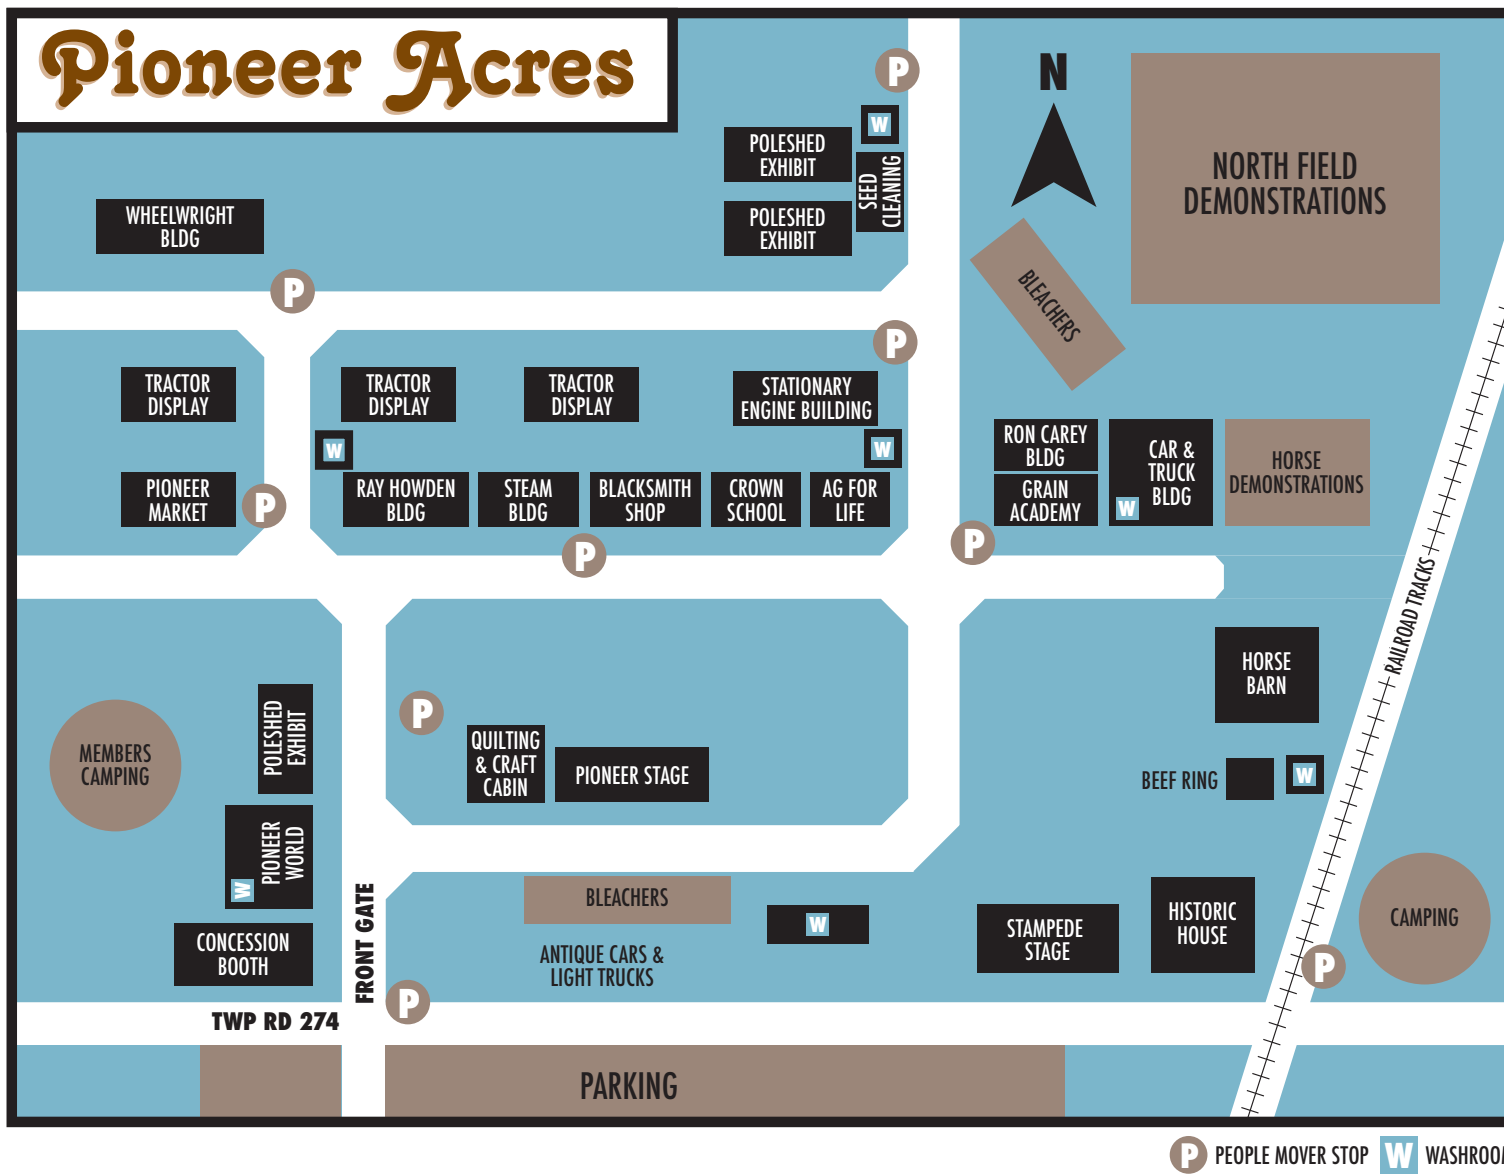 Pioneer Acres
P
N
W
POLESHED
EXHIBIT
SEED
CLEANING
POLESHED
EXHIBIT
NORTH FIELD
DEMONSTRATIONS
WHEELWRIGHT
BLDG
P
BLEACHERS
P
TRACTOR
DISPLAY
TRACTOR
DISPLAY
TRACTOR
DISPLAY
STATIONARY
ENGINE BUILDING
W
W
RON CAREY
BLDG
CAR &
TRUCK
BLDG
W
HORSE
DEMONSTRATIONS
PIONEER
MARKET
P
RAY HOWDEN
BLDG
STEAM
BLDG
BLACKSMITH
SHOP
CROWN
SCHOOL
AG FOR
LIFE
GRAIN
ACADEMY
P
P
RAILROAD TRACKS
HORSE
BARN
POLESHED
EXHIBIT
P
MEMBERS
CAMPING
QUILTING
& CRAFT
CABIN
PIONEER STAGE
BEEF RING
W
PIONEER
WORLD
W
FRONT GATE
BLEACHERS
W
HISTORIC
HOUSE
CAMPING
CONCESSION
BOOTH
ANTIQUE CARS &
LIGHT TRUCKS
STAMPEDE
STAGE
P
P
TWP RD 274
PARKING
P PEOPLE MOVER STOP W WASHROOM